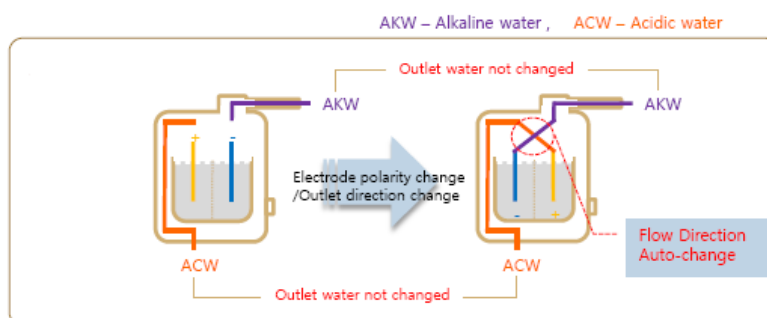 AKW – Alkaline water , ACW – Acidic water
Outlet water not changed
AKW
AKW
+
-
Electrode polarity change
/Outlet direction change
-
+
Flow Direction
Auto-change
ACW
ACW
Outlet water not changed